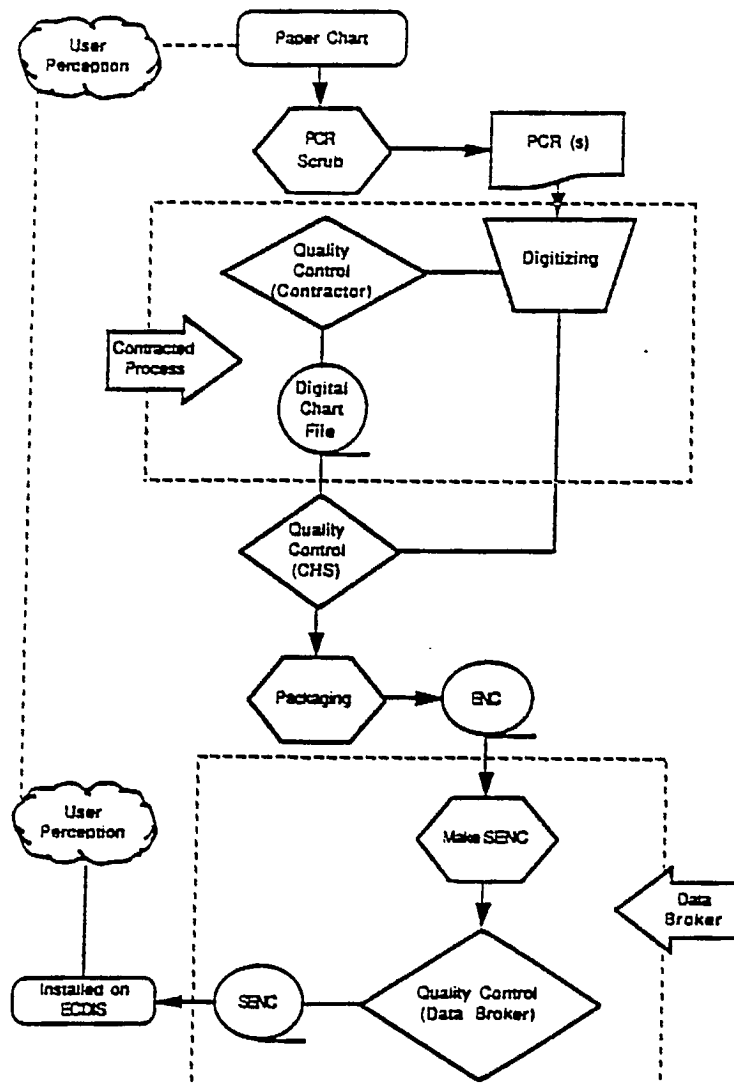 User
Perception
Paper Chart
PCR
Scrub
PCR (s)
Digitizing
Quality
Control
(Contractor)
Contracted
Process
Digital
Chart
File
Quality
Control
(CHS)
Packaging
ENC
User
Perception
Make SENC
Data
Broker
Installed on
ECDIS
SENC
Quality Control
(Data Broker)